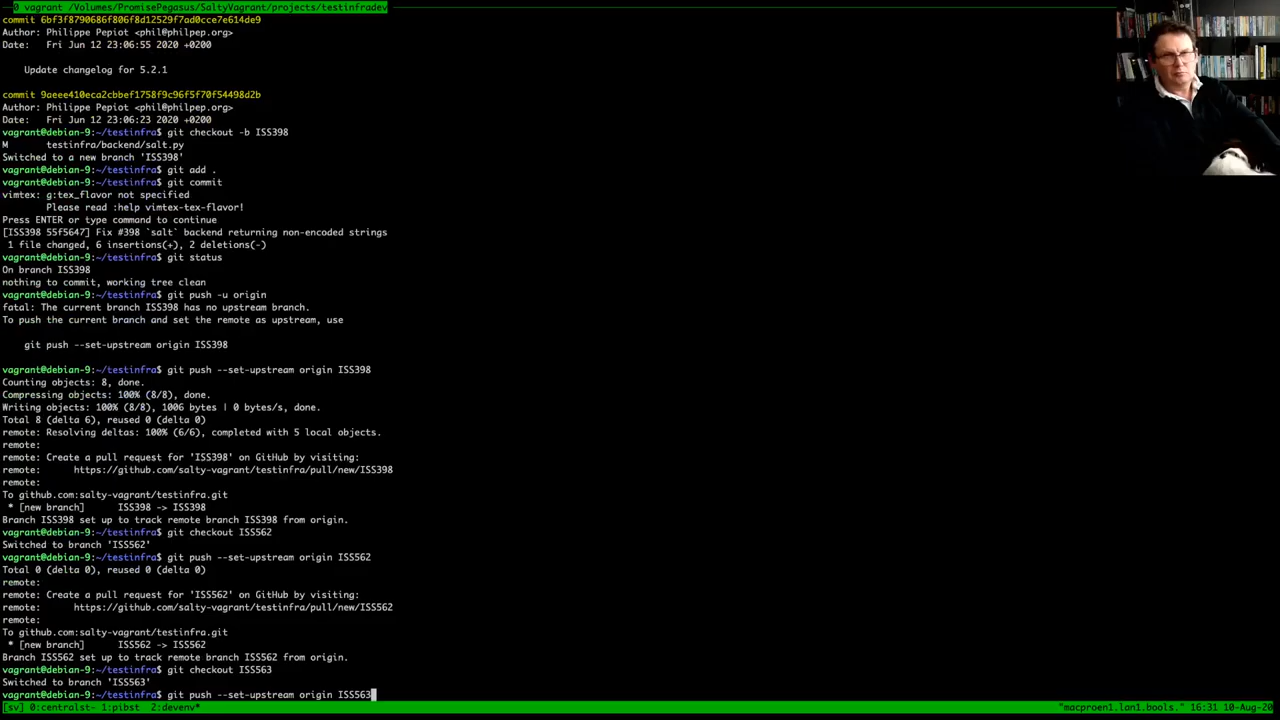 0 vagrant /Volumes/PromisePegasus/SaltyVagrant/projects/testinfradev
commit 6bf3f8790686f806f8d12529f7ad0cce7e614de9
Author: Philippe Pepiot <phil@philpep.org>
Date:   Fri Jun 12 23:06:55 2020 +0200
Update changelog for 5.2.1
commit 9aeee410eca2cbbef1758f9c96f5f70f54498d2b
Author: Philippe Pepiot <phil@philpep.org>
Date:   Fri Jun 12 23:06:23 2020 +0200
vagrant@debian-9:~/testinfra$ git checkout -b ISS398
M       testinfra/backend/salt.py
Switched to a new branch 'ISS398'
vagrant@debian-9:~/testinfra$ git add .
vagrant@debian-9:~/testinfra$ git commit
vimtex: g:tex_flavor not specified
Please read :help vimtex-tex-flavor!
Press ENTER or type command to continue
[ISS398 55f5647] Fix #398 `salt` backend returning non-encoded strings
1 file changed, 6 insertions(+), 2 deletions(-)
vagrant@debian-9:~/testinfra$ git status
On branch ISS398
nothing to commit, working tree clean
vagrant@debian-9:~/testinfra$ git push -u origin
fatal: The current branch ISS398 has no upstream branch.
To push the current branch and set the remote as upstream, use
git push --set-upstream origin ISS398
vagrant@debian-9:~/testinfra$ git push --set-upstream origin ISS398
Counting objects: 8, done.
Compressing objects: 100% (8/8), done.
Writing objects: 100% (8/8), 1006 bytes | 0 bytes/s, done.
Total 8 (delta 6), reused 0 (delta 0)
remote: Resolving deltas: 100% (6/6), completed with 5 local objects.
remote:
remote: Create a pull request for 'ISS398' on GitHub by visiting:
remote:      https://github.com/salty-vagrant/testinfra/pull/new/ISS398
remote:
To github.com:salty-vagrant/testinfra.git
* [new branch]      ISS398 -> ISS398
Branch ISS398 set up to track remote branch ISS398 from origin.
vagrant@debian-9:~/testinfra$ git checkout ISS562
Switched to branch 'ISS562'
vagrant@debian-9:~/testinfra$ git push --set-upstream origin ISS562
Total 0 (delta 0), reused 0 (delta 0)
remote:
remote: Create a pull request for 'ISS562' on GitHub by visiting:
remote:      https://github.com/salty-vagrant/testinfra/pull/new/ISS562
remote:
To github.com:salty-vagrant/testinfra.git
* [new branch]      ISS562 -> ISS562
Branch ISS562 set up to track remote branch ISS562 from origin.
vagrant@debian-9:~/testinfra$ git checkout ISS563
Switched to branch 'ISS563'
vagrant@debian-9:~/testinfra$ git push --set-upstream origin ISS563
[sv] 0:centralst- 1:pibst  2:devenv* "macproen1.lan1.bools." 16:31 10-Aug-20